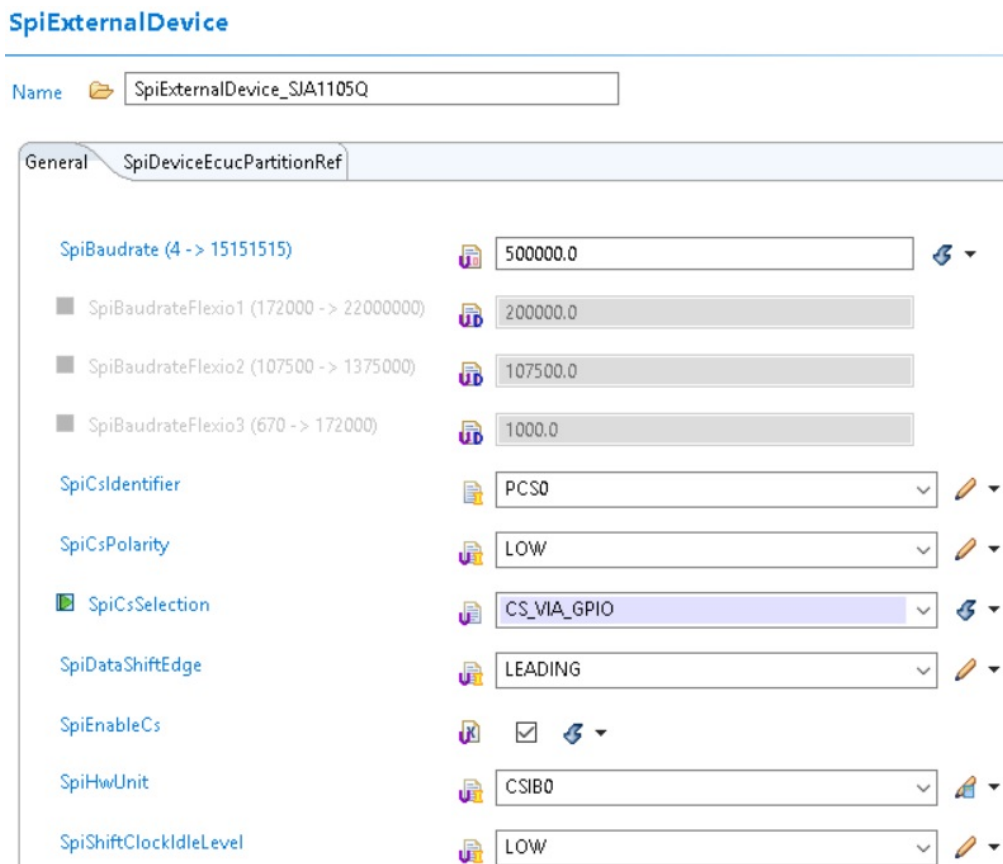 SpiExternalDevice
Name SpiExternalDevice_SJA1105Q
General SpiDeviceEcucPartitionRef
SpiBaudrate (4 -> 15151515) 500000.0
SpiBaudrateFlexio1 (172000 -> 22000000) 200000.0
SpiBaudrateFlexio2 (107500 -> 1375000) 107500.0
SpiBaudrateFlexio3 (670 -> 172000) 1000.0
SpiCsIdentifier PCS0
SpiCsPolarity LOW
SpiCsSelection CS_VIA_GPIO
SpiDataShiftEdge LEADING
SpiEnableCs
SpiHwUnit CSIB0
SpiShiftClockIdleLevel LOW